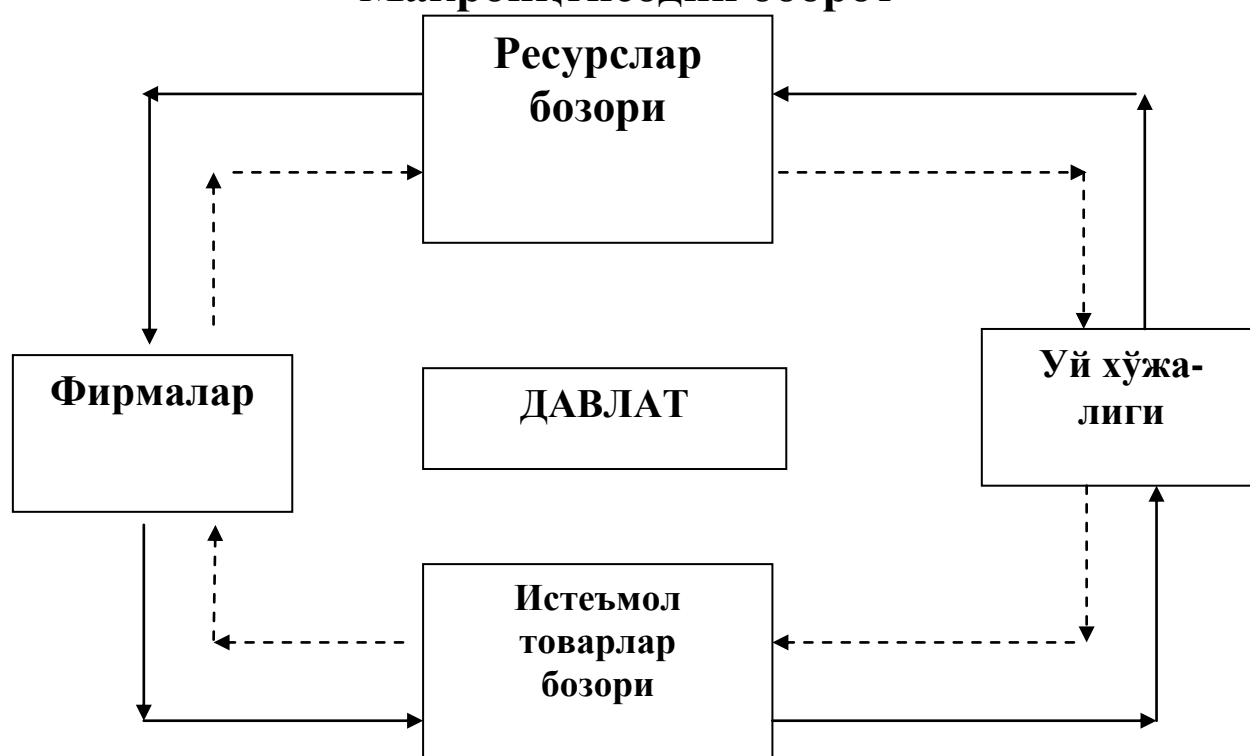 Ресурслар
бозори
Фирмалар
ДАВЛАТ
Уй хўжа-
лиги
Истеъмол
товарлар
бозори